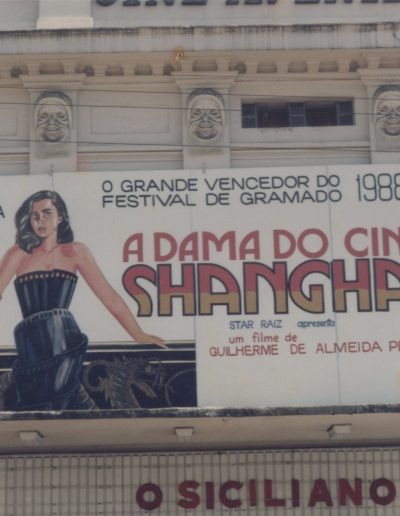 O GRANDE VENCEDOR DO
FESTIVAL DE GRAMADO 1988
A DAMA DO CIN
SHANGHA
STAR RAIZ apresenta
um filme de
GUILHERME DE ALMEIDA P
O SICILIANO